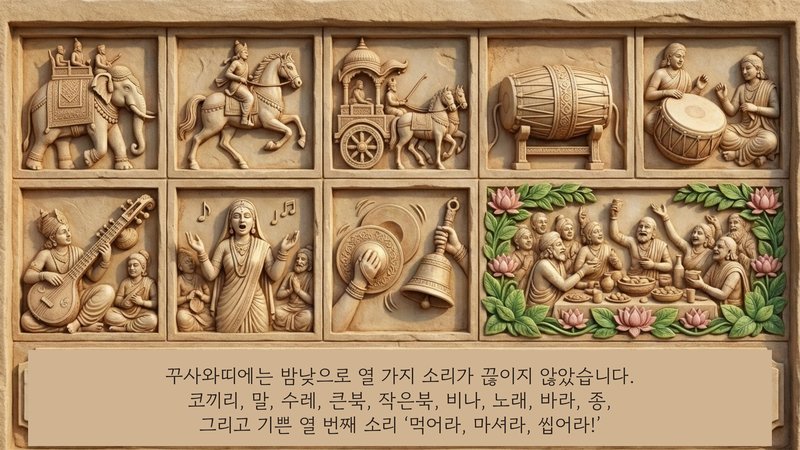 꾸사와띠에는 밤낮으로 열 가지 소리가 끊이지 않았습니다.
코끼리, 말, 수레, 큰북, 작은북, 비나, 노래, 바라, 종,
그리고 기쁜 열 번째 소리 ‘먹어라, 마셔라, 씹어라!’